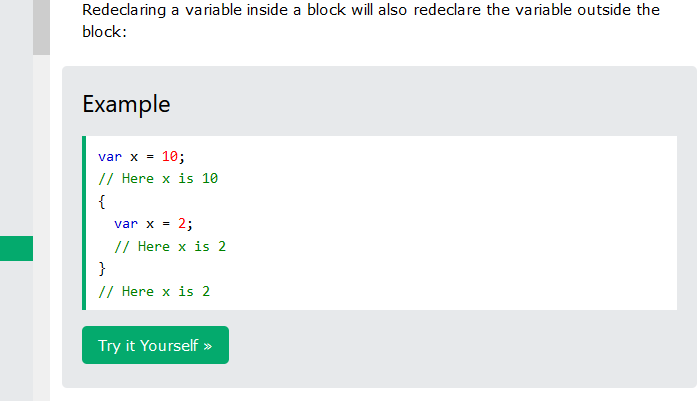 Redeclaring a variable inside a block will also redeclare the variable outside the
block:
Example
var x = 10;
// Here x is 10
{
var x = 2;
// Here x is 2
}
// Here x is 2
Try it Yourself »